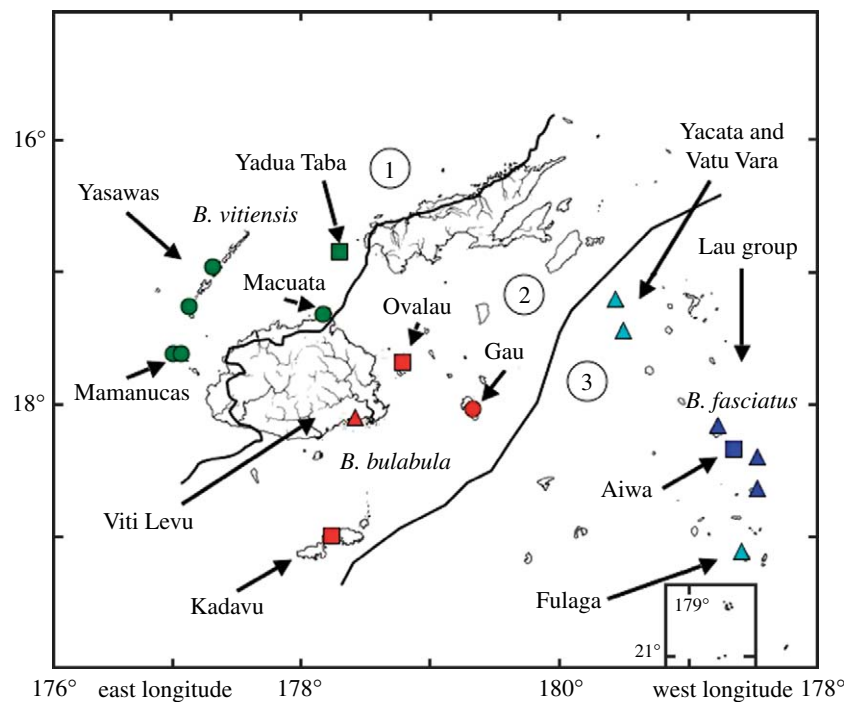 16°
18°
Yacata and
Vatu Vara
Yadua Taba
1
Yasawas
B. vitiensis
Lau group
Macuata
2
Ovalau
Gau
3
Mamanucas
B. fasciatus
B. bulabula
Aiwa
Viti Levu
Kadavu
Fulaga
179°
21°
176° east longitude 178° 180° west longitude 178°